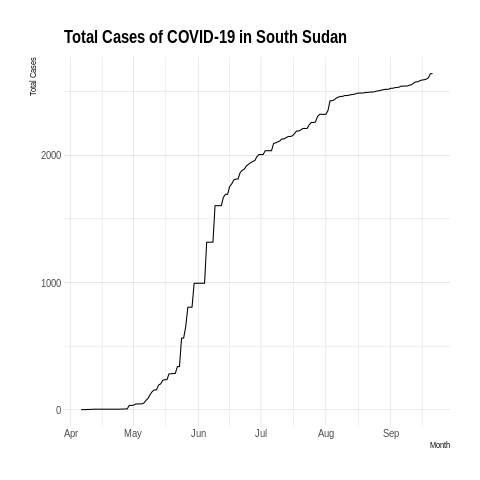 Total Cases of COVID-19 in South Sudan
Total Cases
2000
1000
0
Apr May Jun Jul Aug Sep
Month